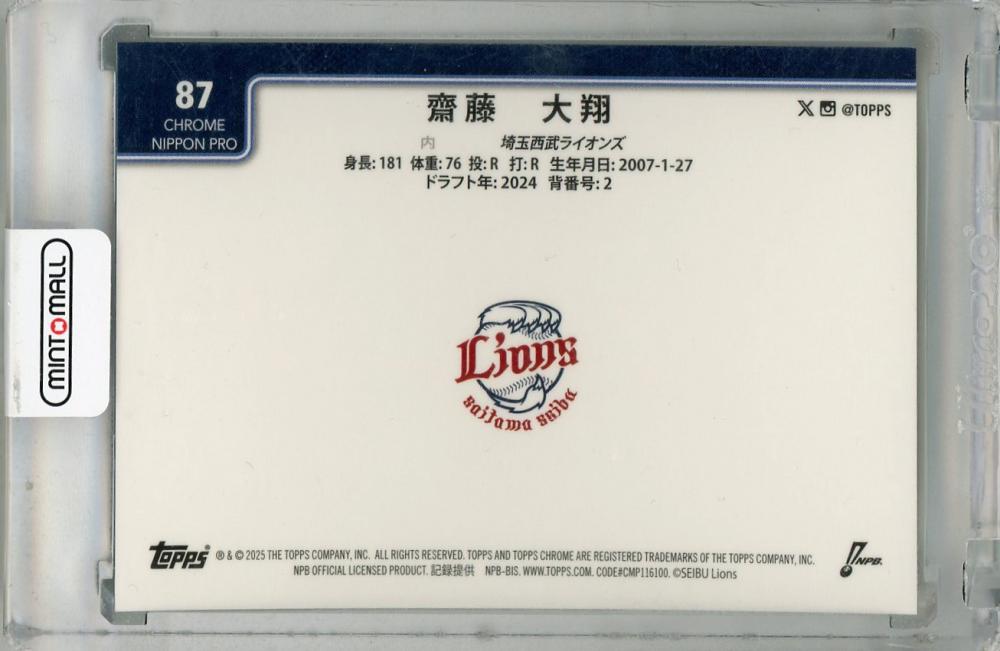 87
CHROME
NIPPON PRO
齋藤 大翔
@TOPPS
内 埼玉西武ライオンズ
身長: 181 体重: 76 投: R 打: R 生年月日: 2007-1-27
ドラフト年: 2024 背番号: 2
MINTOMALL
Lions
saitama seibu
Topps
® & © 2025 THE TOPPS COMPANY, INC. ALL RIGHTS RESERVED. TOPPS AND TOPPS CHROME ARE REGISTERED TRADEMARKS OF THE TOPPS COMPANY, INC.
NPB OFFICIAL LICENSED PRODUCT. 記録提供 NPB-BIS. WWW.TOPPS.COM. CODE#CMP116100. ©SEIBU Lions
NPB.